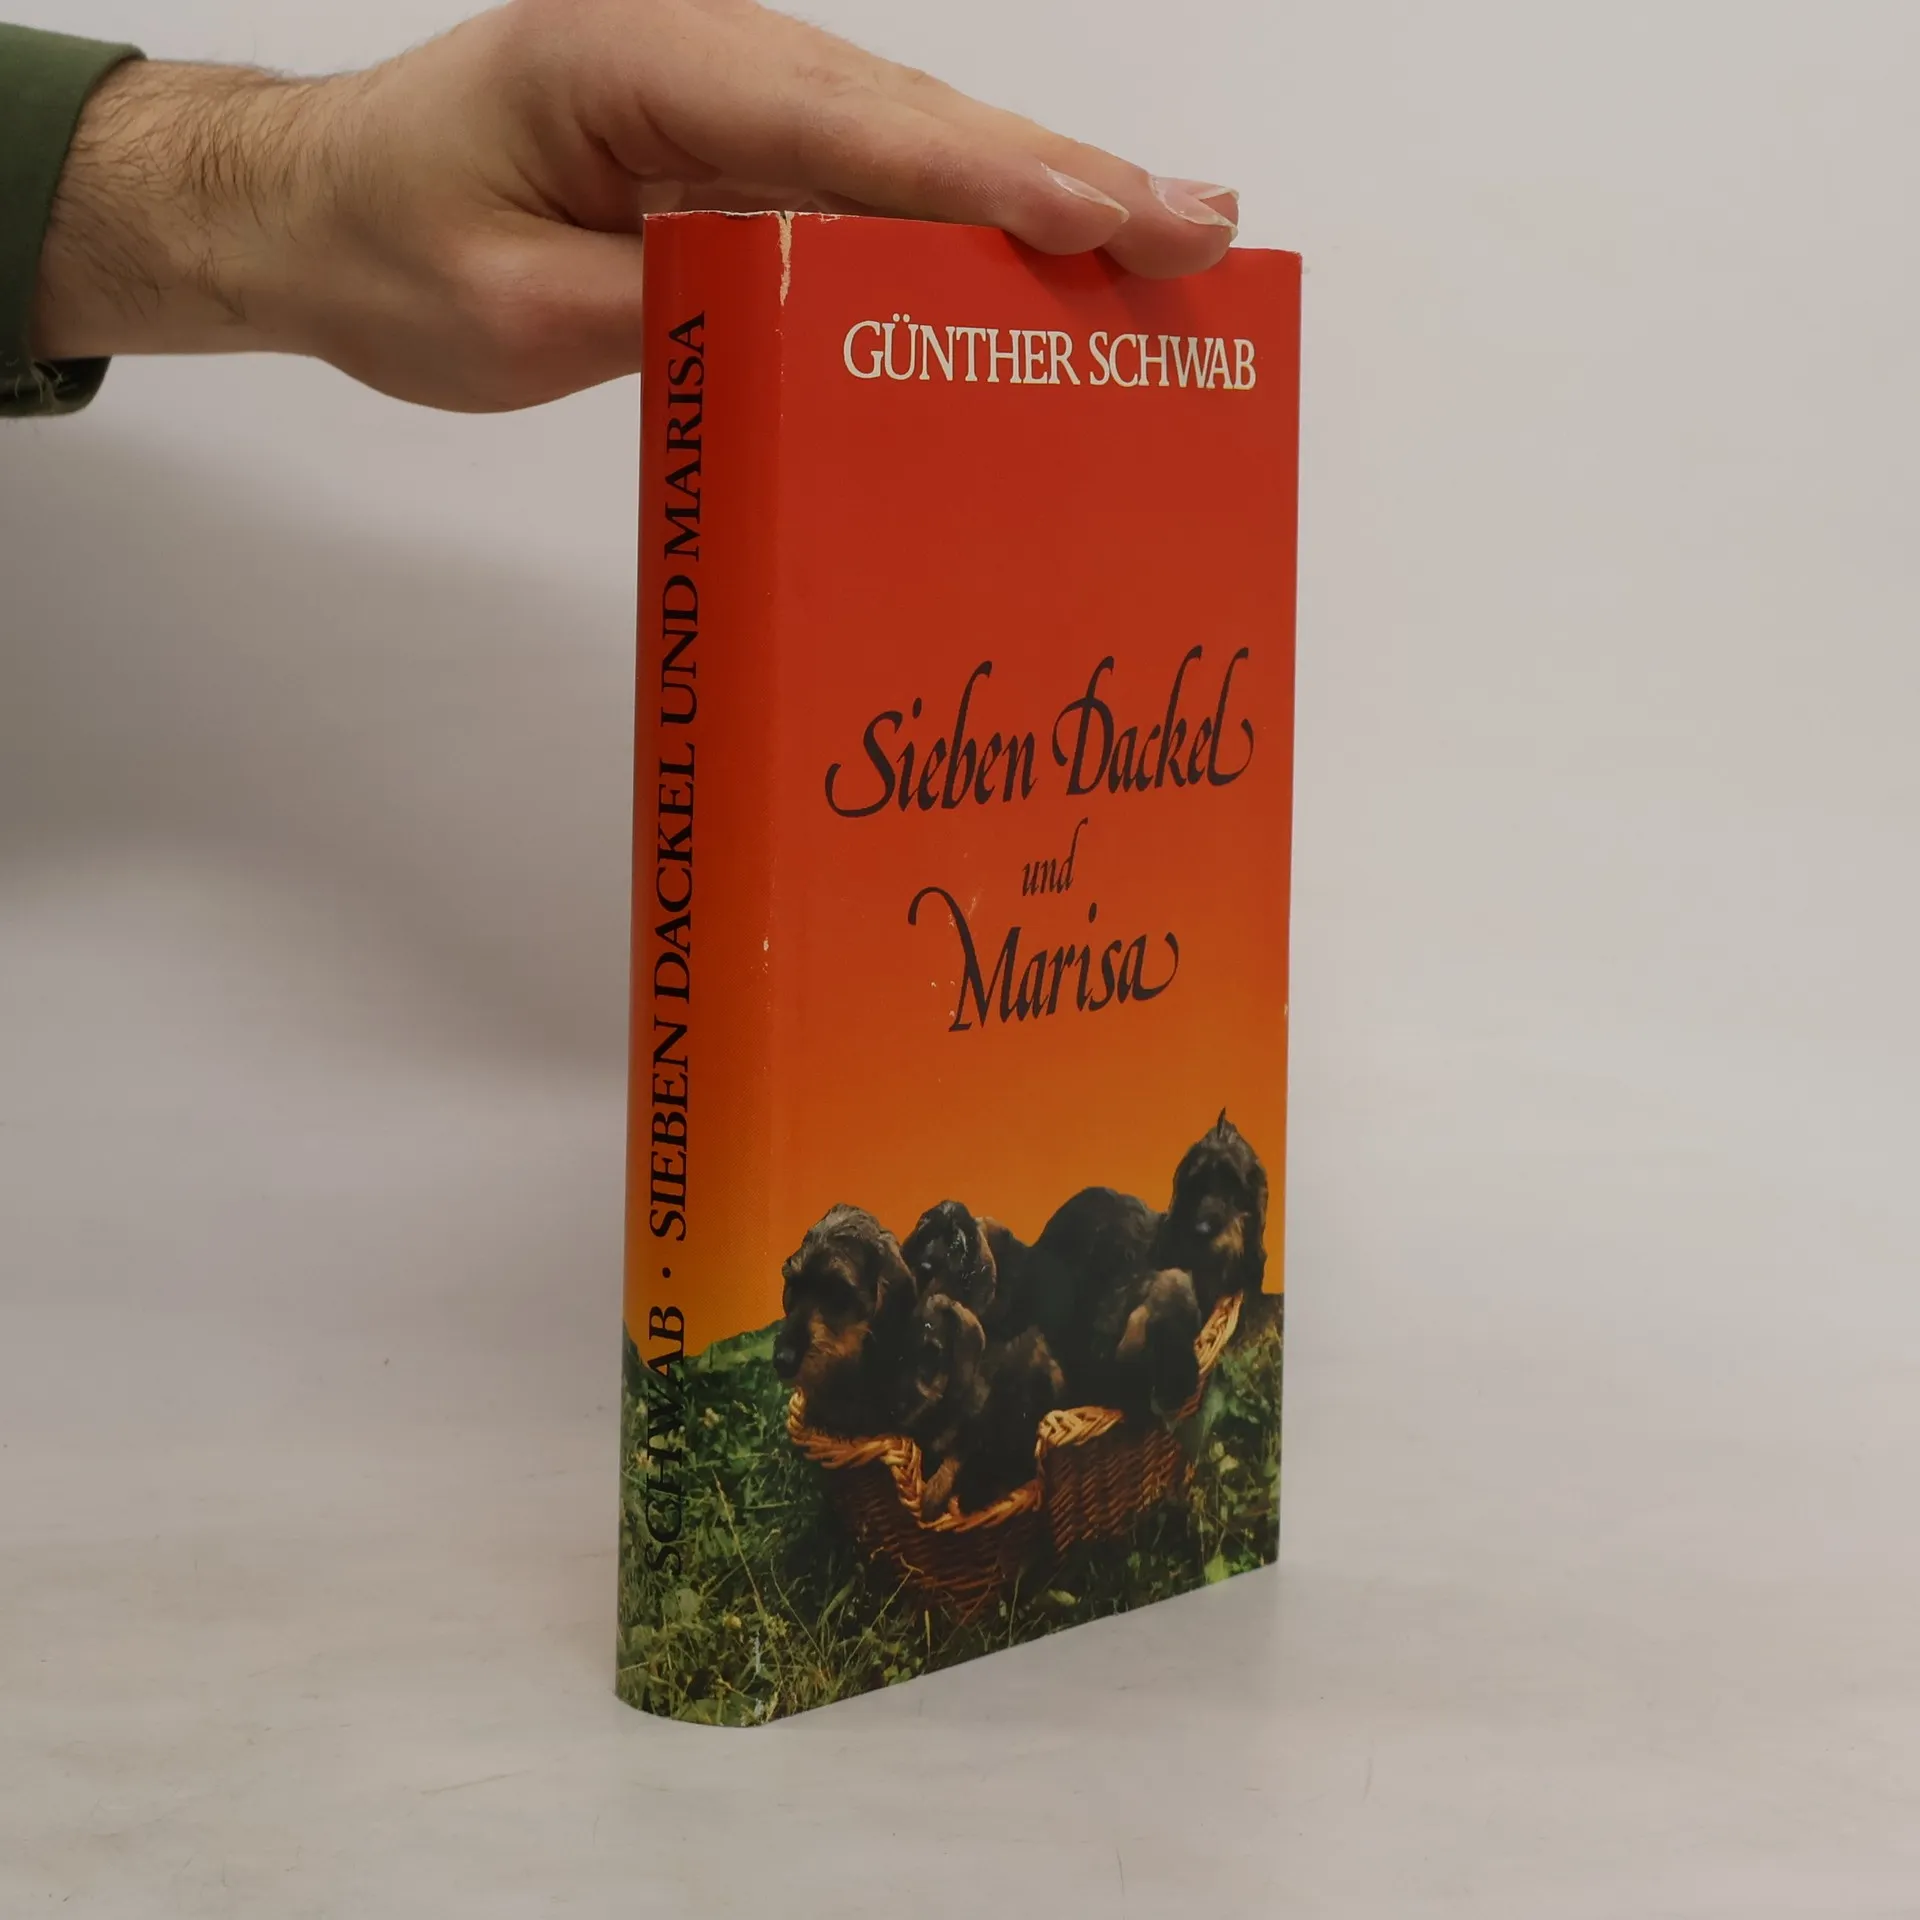 SCHWAB · SIEBEN DACKEL UND MARISA
GÜNTHER SCHWAB
Sieben Dackel
und
Marisa